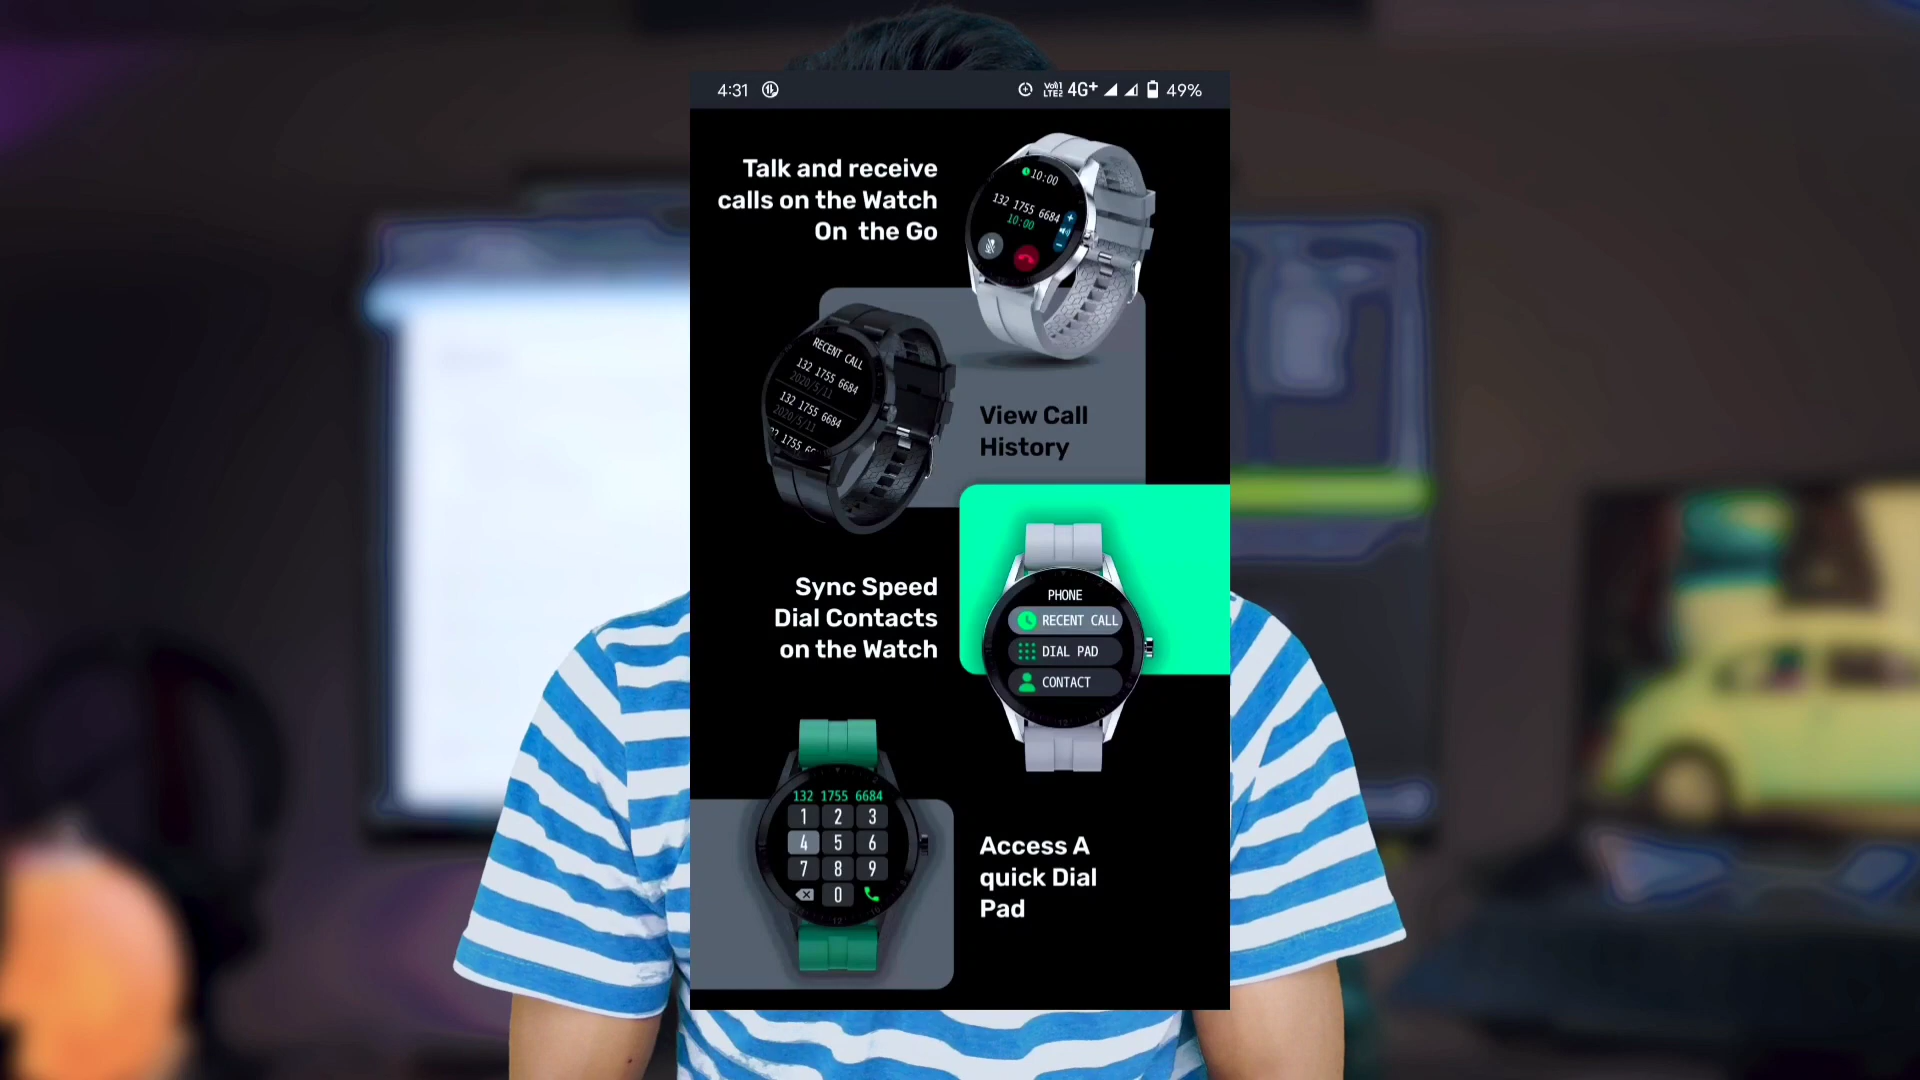 4:31
Vo)) 1
LTE2
4G+
49%
Talk and receive
calls on the Watch
On the Go
10:00
132 1755 6684
10:00
RECENT CALL
132 1755 6684
2020/5/11
132 1755 6684
2020/5/11
View Call
History
Sync Speed
Dial Contacts
on the Watch
PHONE
RECENT CALL
DIAL PAD
CONTACT
132 1755 6684
1 2 3
4 5 6
7 8 9
0
Access A
quick Dial
Pad